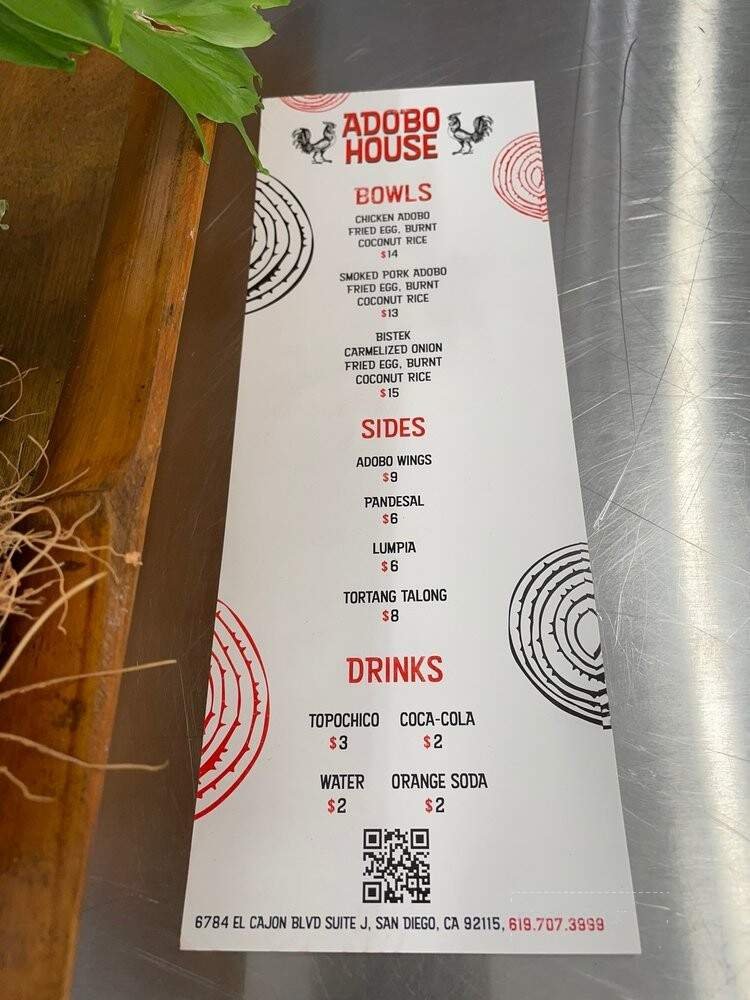 ADOBO
HOUSE
BOWLS
CHICKEN ADOBO
FRIED EGG, BURNT
COCONUT RICE
$14
SMOKED PORK ADOBO
FRIED EGG, BURNT
COCONUT RICE
$13
BISTEK
CARMELIZED ONION
FRIED EGG, BURNT
COCONUT RICE
$15
SIDES
ADOBO WINGS
$9
PANDESAL
$6
LUMPIA
$6
TORTANG TALONG
$8
DRINKS
TOPOCHICO COCA-COLA
$3 $2
WATER ORANGE SODA
$2 $2
6784 EL CAJON BLVD SUITE J, SAN DIEGO, CA 92115, 619.707.3999